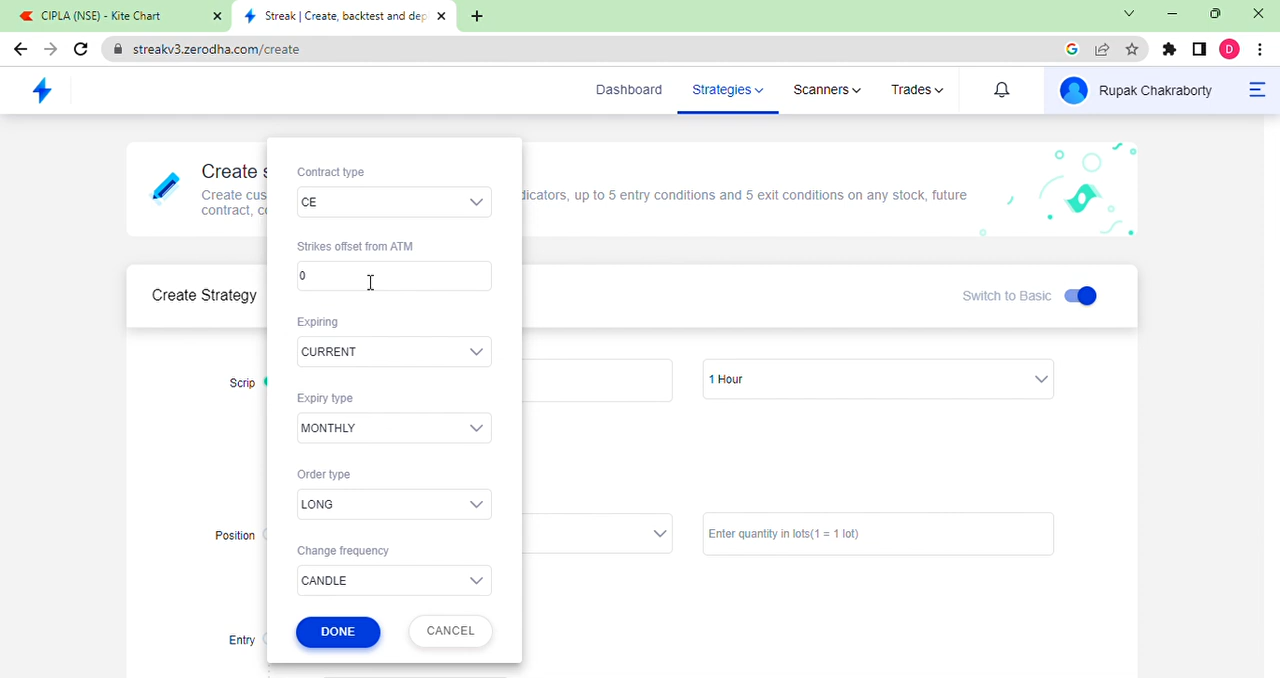 CIPLA (NSE) - Kite Chart
Streak | Create, backtest and dep
streakv3.zerodha.com/create
D
Dashboard
Strategies
Scanners
Trades
Rupak Chakraborty
Create s
Create cus
dicators, up to 5 entry conditions and 5 exit conditions on any stock, future
contract, co
Contract type
CE
Strikes offset from ATM
0
Expiring
CURRENT
Expiry type
MONTHLY
Order type
LONG
Change frequency
CANDLE
DONE
CANCEL
Create Strategy
Switch to Basic
Scrip
1 Hour
Position
Enter quantity in lots(1 = 1 lot)
Entry